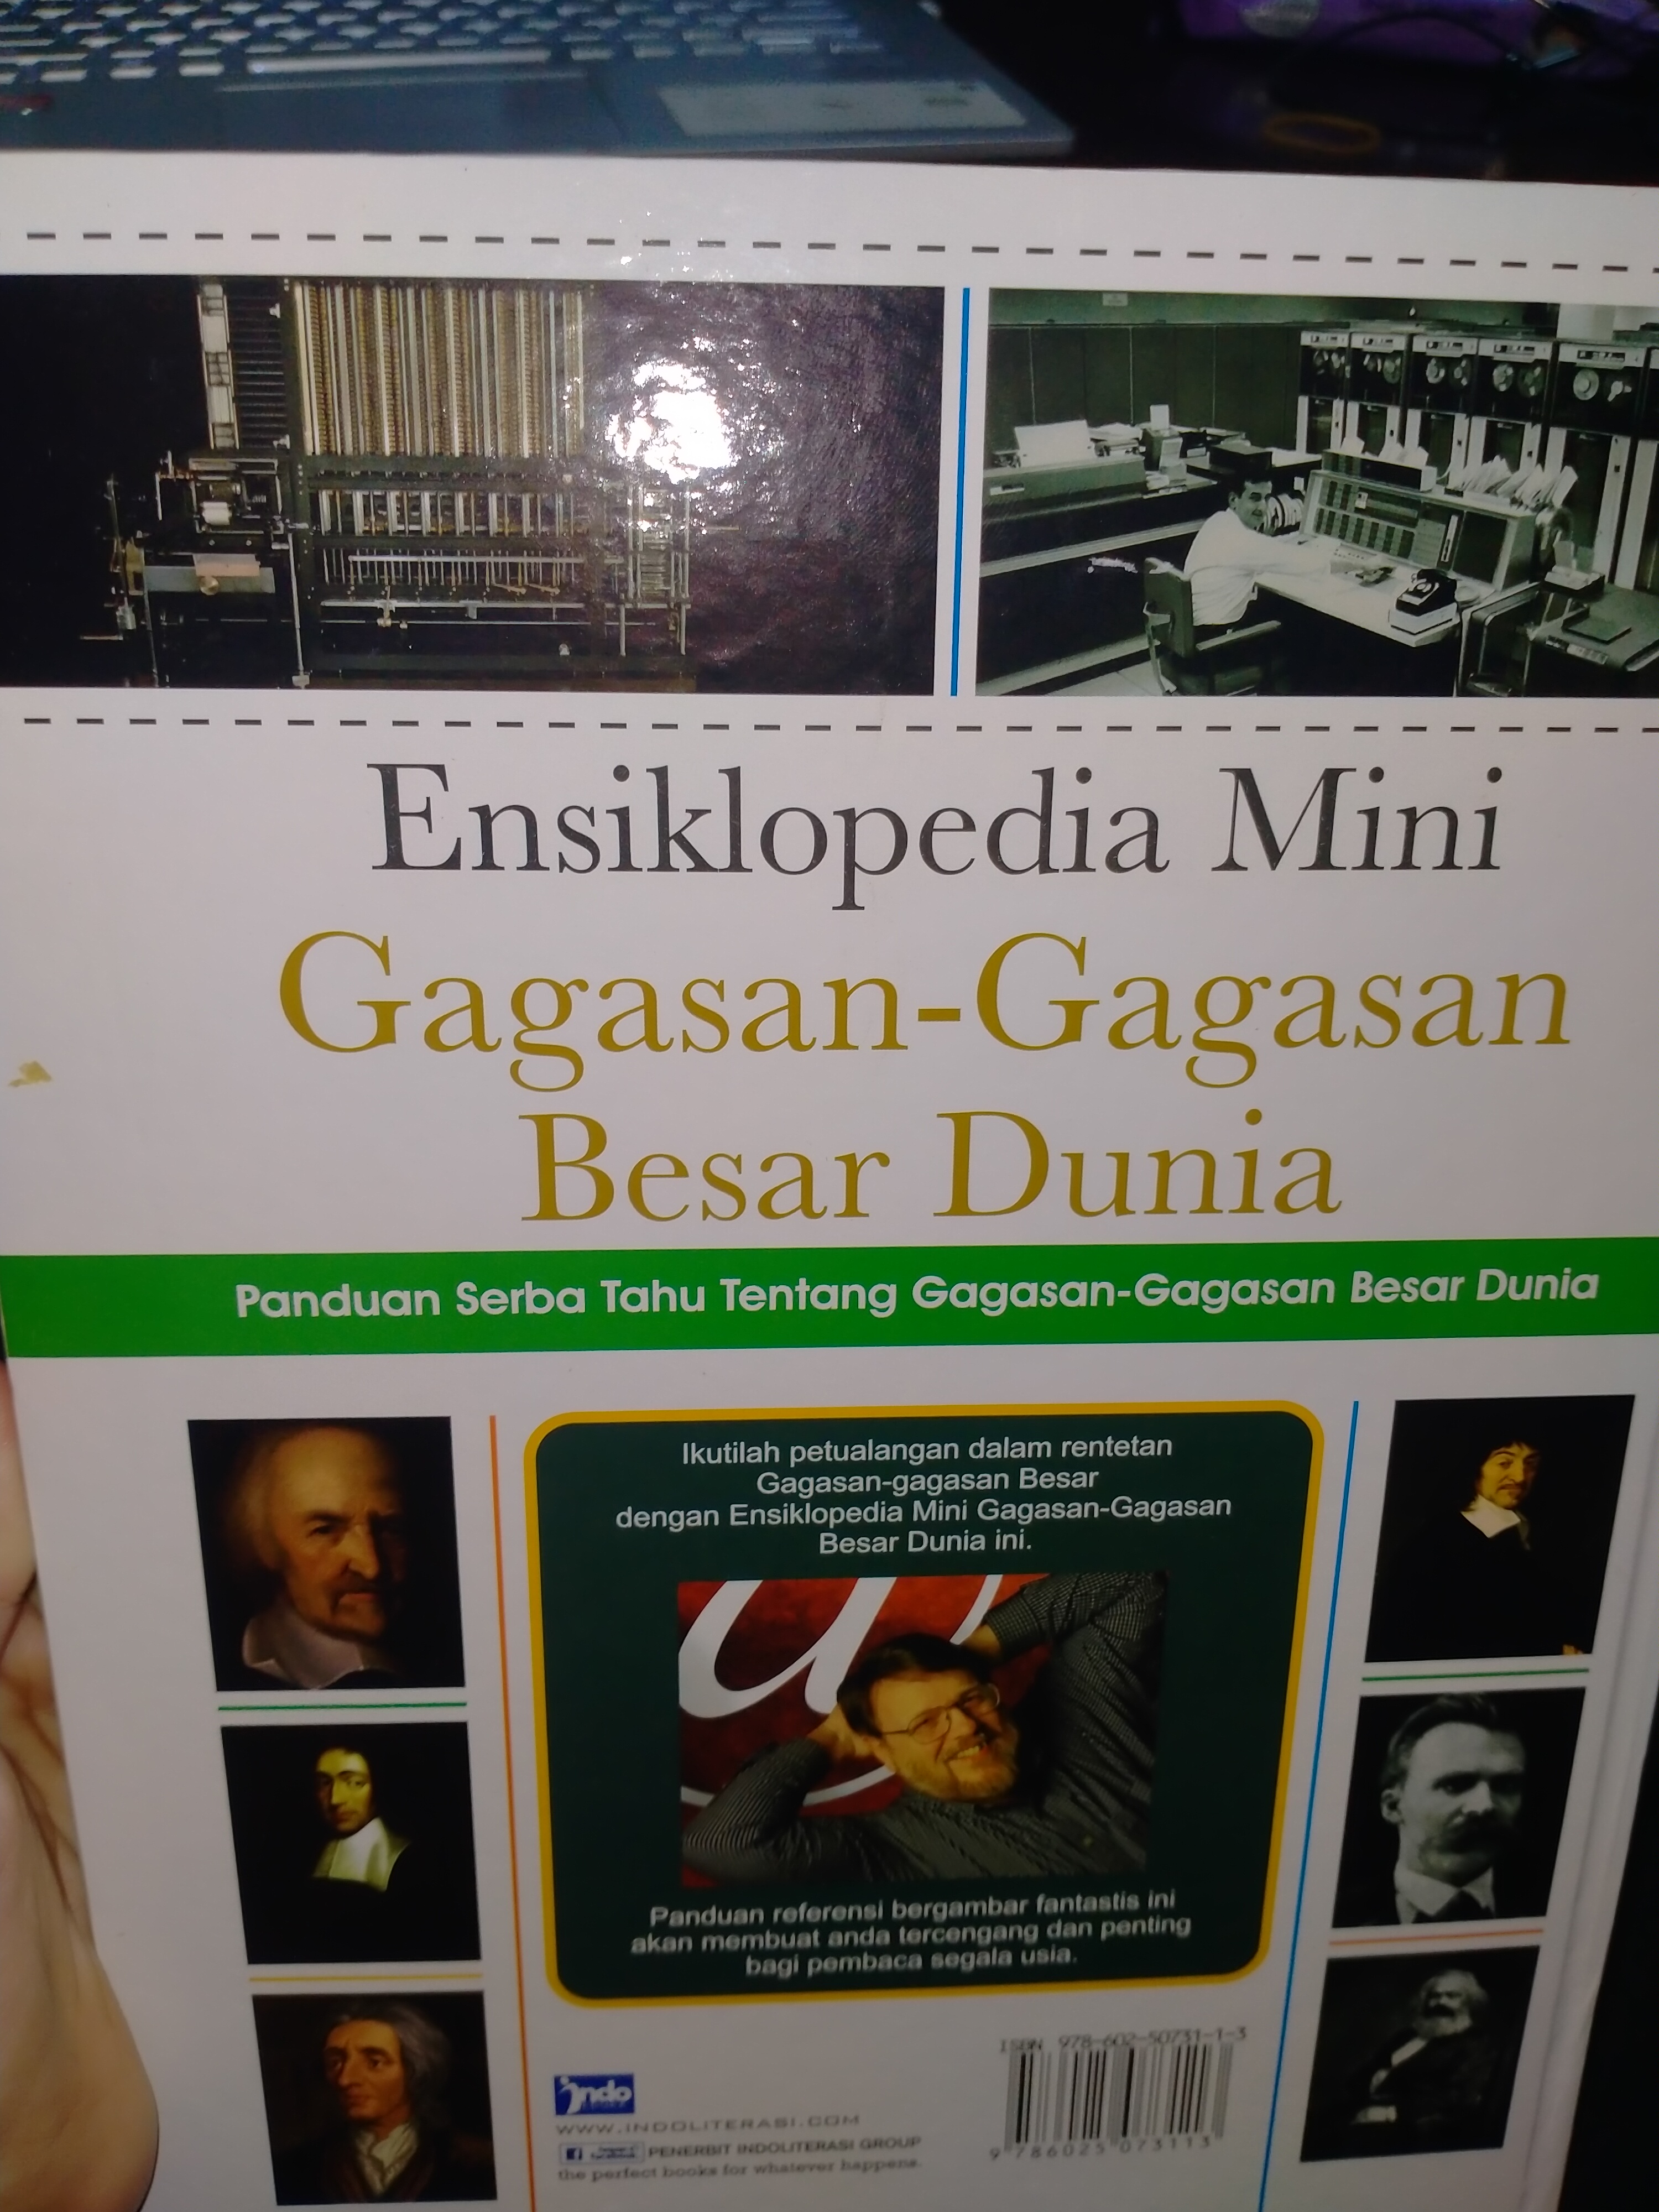 Ensiklopedia Mini
Gagasan-Gagasan
Besar Dunia
Panduan Serba Tahu Tentang Gagasan-Gagasan Besar Dunia
Ikutilah petualangan dalam rentetan
Gagasan-gagasan Besar
dengan Ensiklopedia Mini Gagasan-Gagasan
Besar Dunia ini.
Panduan referensi bergambar fantastis ini
akan membuat anda tercengang dan penting
bagi pembaca segala usia.
ISBN 978-602-50731-1-3
9 786025 073113
indo
WWW.INDOLITERASI.COM
PENERBIT INDOLITERASI GROUP
the perfect books for whatever happens.